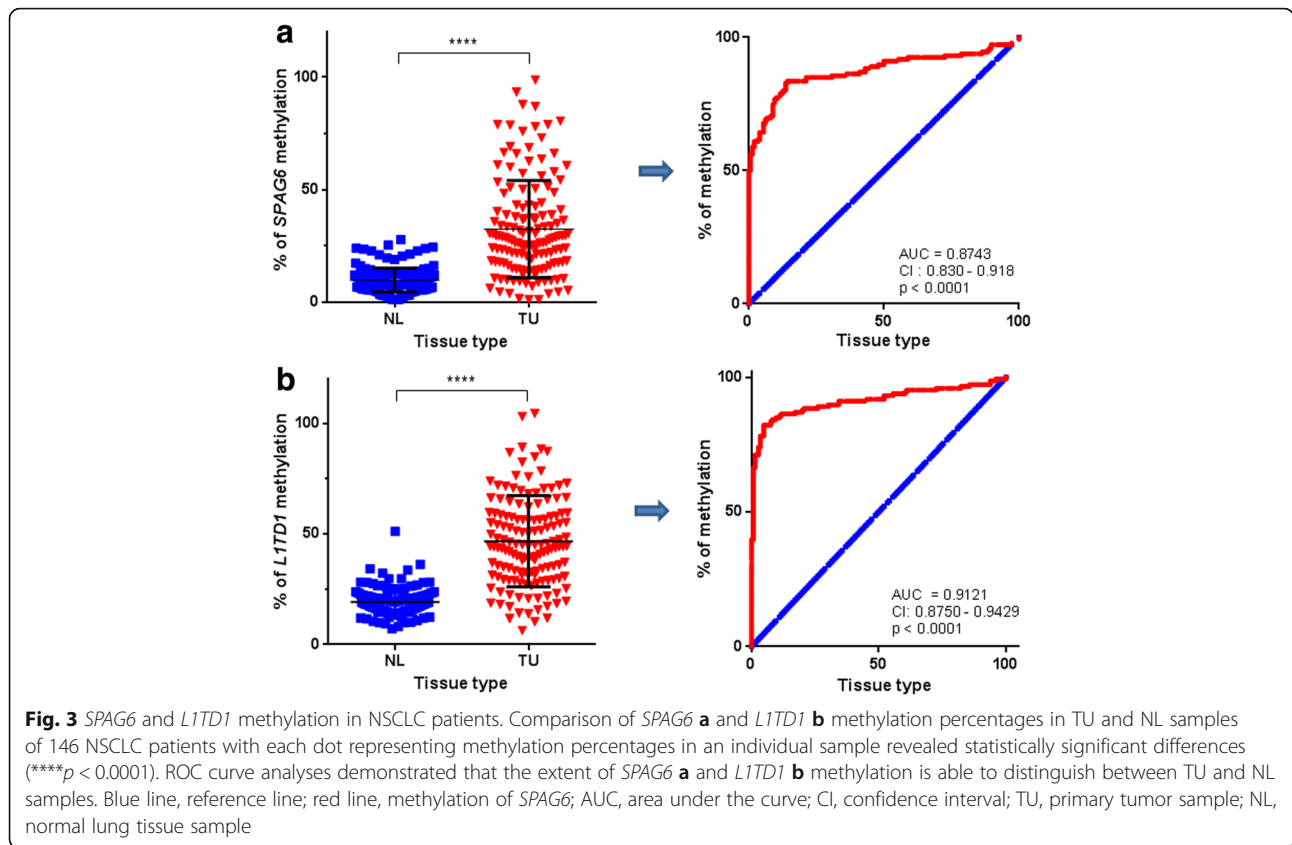 a
****
100
50
0
% of SPAG6 methylation
NL
TU
Tissue type
100
50
0
% of methylation
0
50
100
Tissue type
AUC = 0.8743
CI : 0.830 - 0.918
p < 0.0001
b
****
100
50
0
% of L1TD1 methylation
NL
TU
Tissue type
100
50
0
% of methylation
0
50
100
Tissue type
AUC = 0.9121
CI: 0.8750 - 0.9429
p < 0.0001
Fig. 3 SPAG6 and L1TD1 methylation in NSCLC patients. Comparison of SPAG6 a and L1TD1 b methylation percentages in TU and NL samples
of 146 NSCLC patients with each dot representing methylation percentages in an individual sample revealed statistically significant differences
(****p < 0.0001). ROC curve analyses demonstrated that the extent of SPAG6 a and L1TD1 b methylation is able to distinguish between TU and NL
samples. Blue line, reference line; red line, methylation of SPAG6; AUC, area under the curve; CI, confidence interval; TU, primary tumor sample; NL,
normal lung tissue sample